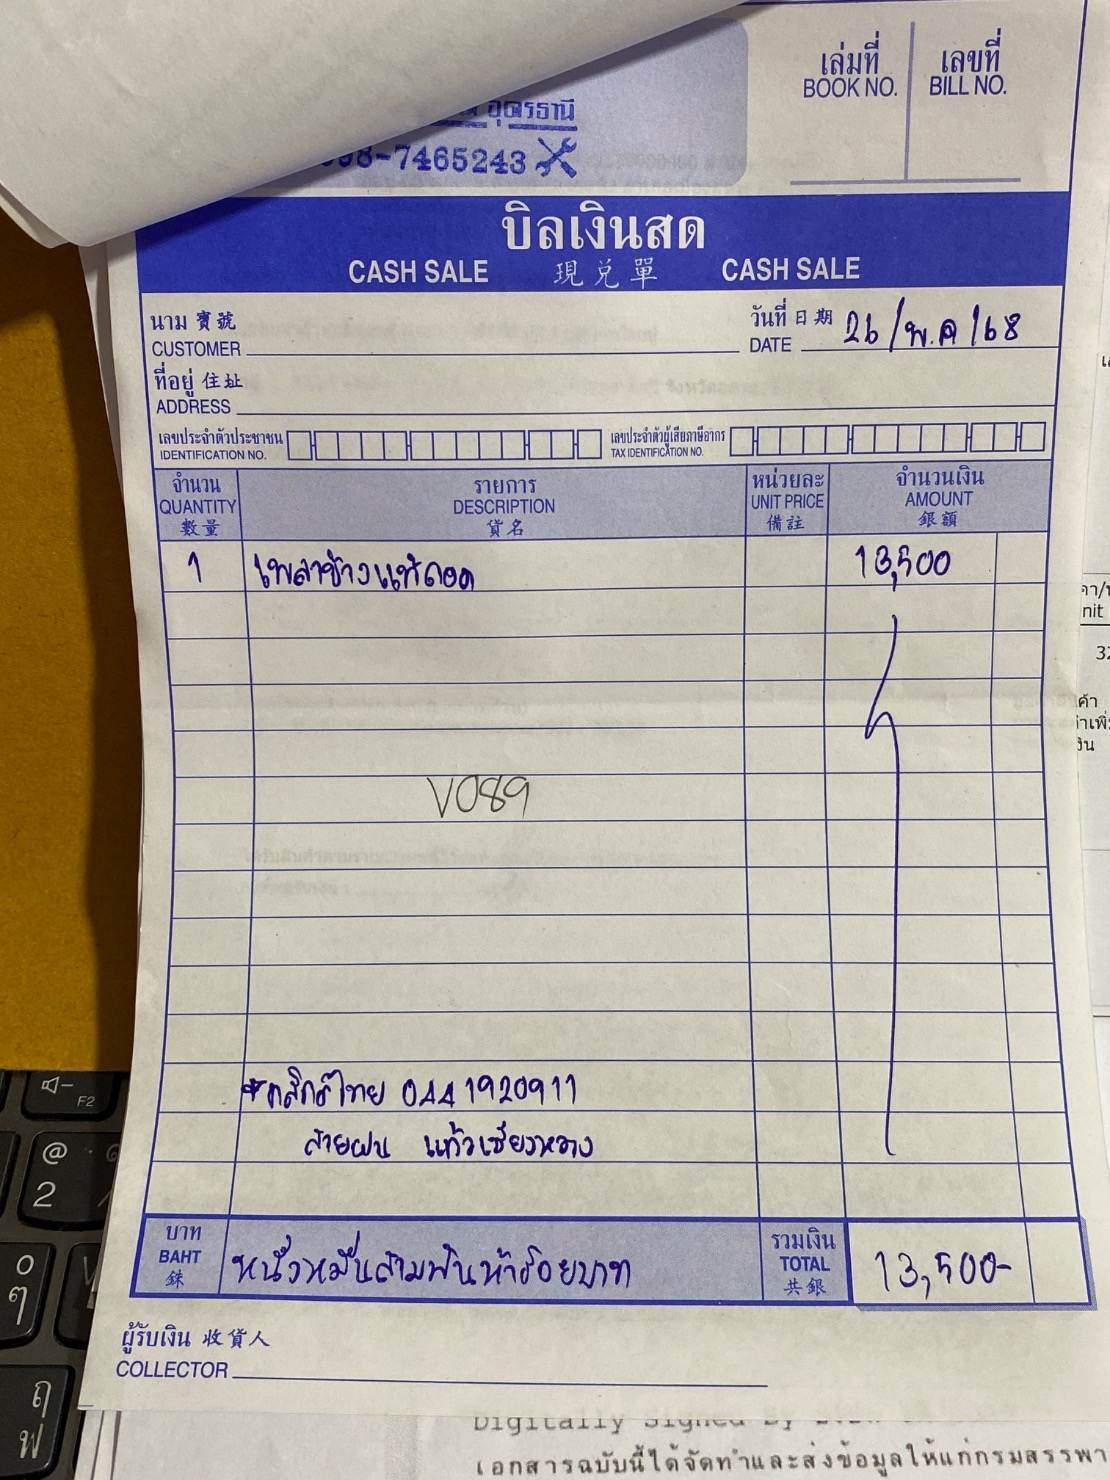 เล่มที่ เลขที่
BOOK NO. BILL NO.
อุดรธานี
-7465243
บิลเงินสด
CASH SALE 現兌單 CASH SALE
นาม寶號
CUSTOMER
วันที่日期
DATE 26/พ.ค/68
ที่อยู่住址
ADDRESS
เลขประจำตัวประชาชน
IDENTIFICATION NO.
เลขประจำตัวผู้เสียภาษีอากร
TAX IDENTIFICATION NO.
จำนวน รายการ หน่วยละ จำนวนเงิน
QUANTITY DESCRIPTION UNIT PRICE AMOUNT
數量 貨名 備註 銀額
1 เพลาข้างแท้ถอด 13,500
V089
*กสิกรไทย 0441920911
สายฝน แก้วเชียงหวาง
บาท
BAHT
銖
หนึ่งหมื่นสามพันห้าร้อยบาท
รวมเงิน
TOTAL
共銀
13,500-
ผู้รับเงิน 收貨人
COLLECTOR
nit
32
F2
@
2
ฤ
ฟ
Digitally Signed By
เอกสารฉบับนี้ได้จัดทำและส่งข้อมูลให้แก่กรมสรรพา